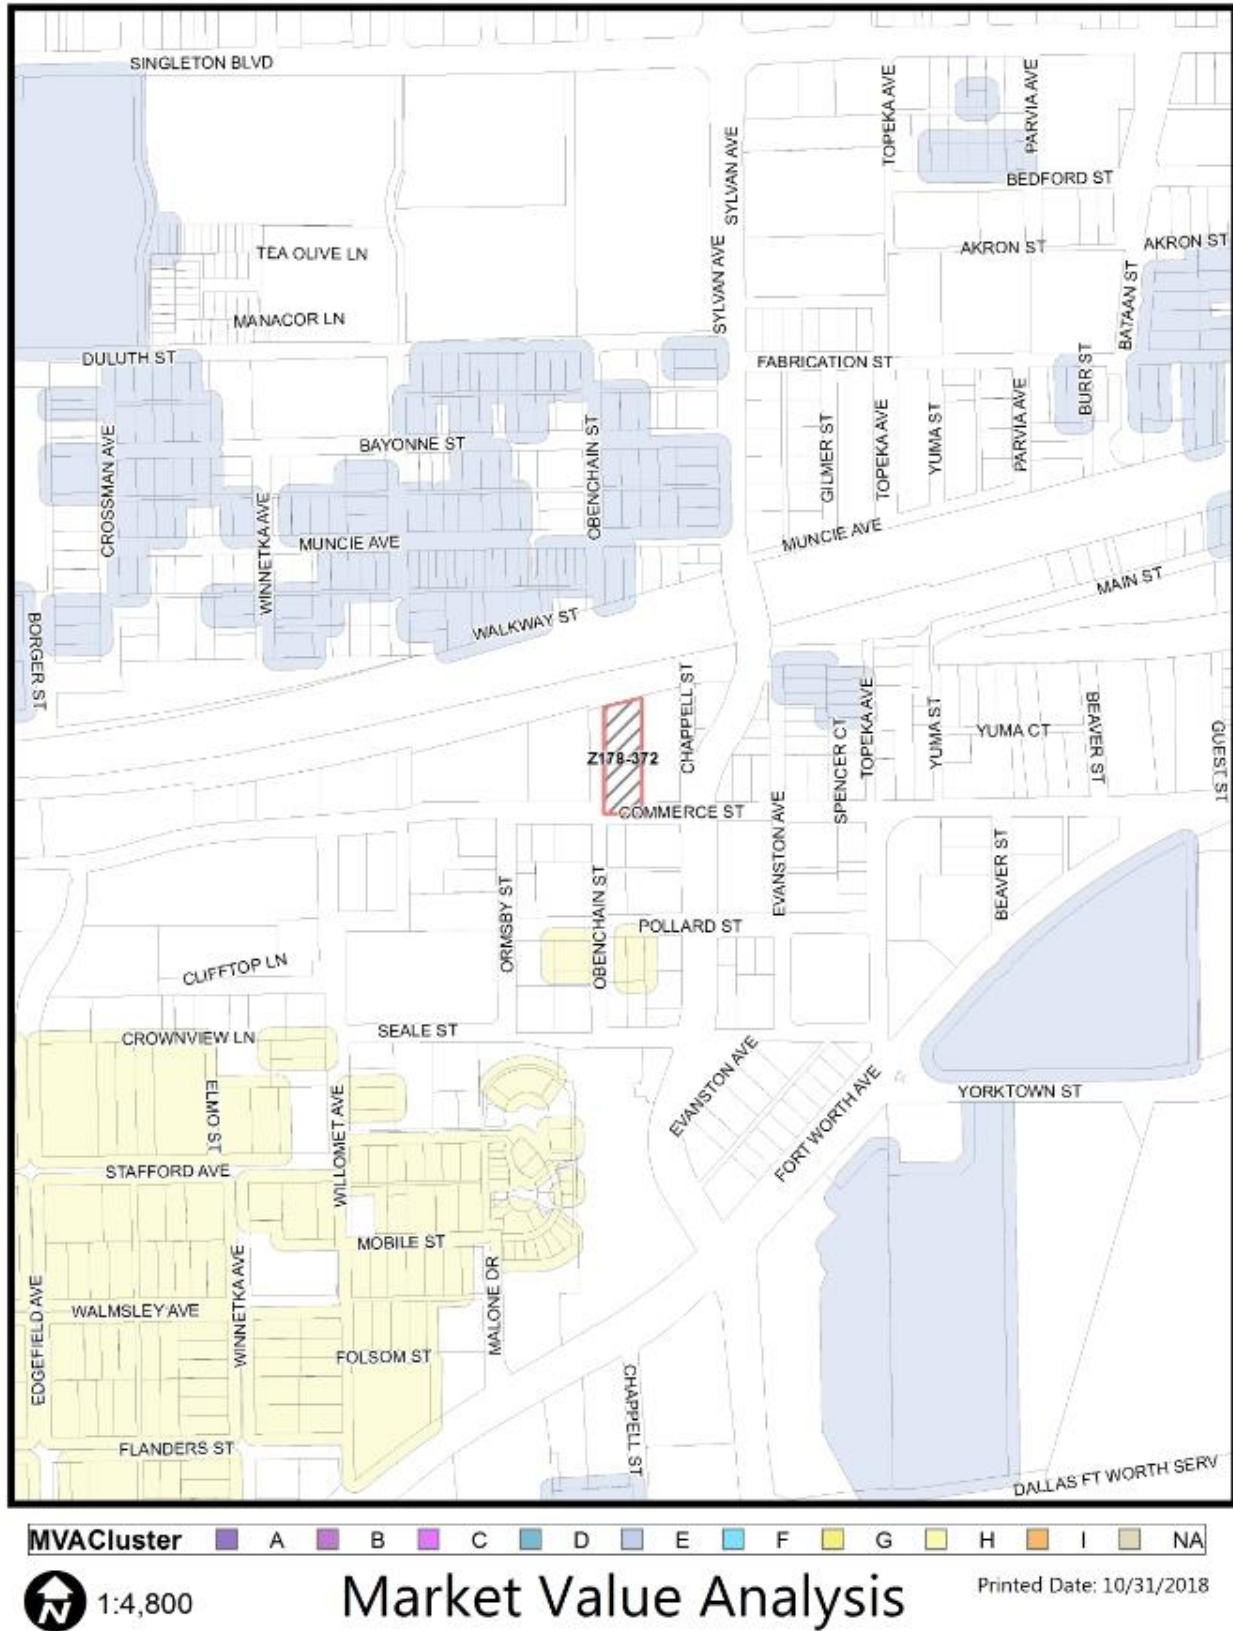 SINGLETON BLVD
TOPEKA AVE
PARVIA AVE
SYLVAN AVE
BEDFORD ST
AKRON ST
AKRON ST
TEA OLIVE LN
SYLVAN AVE
BATAAN ST
MANACOR LN
DULUTH ST
FABRICATION ST
BURR ST
CROSSMAN AVE
BAYONNE ST
OBENCHAIN ST
GILMER ST
TOPEKA AVE
YUMA ST
PARVIA AVE
WINNETKA AVE
MUNCIE AVE
MUNCIE AVE
MAIN ST
BORGER ST
WALKWAY ST
CHAPPELL ST
Z178-372
SPENCER CT
TOPEKA AVE
YUMA ST
YUMA CT
BEAVER ST
GUEST ST
COMMERCE ST
EVANSTON AVE
BEAVER ST
ORMSBY ST
OBENCHAIN ST
POLLARD ST
CLIFFTOP LN
CROWNVIEW LN
SEALE ST
ELMO ST
WILLOMET AVE
EVANSTON AVE
FORT WORTH AVE
YORKTOWN ST
STAFFORD AVE
MOBILE ST
EDGEFIELD AVE
WALMSLEY AVE
WINNETKA AVE
MALONE DR
FOLSOM ST
CHAPPELL ST
FLANDERS ST
DALLAS FT WORTH SERV
MVACluster A B C D E F G H I NA
N 1:4,800
Market Value Analysis
Printed Date: 10/31/2018